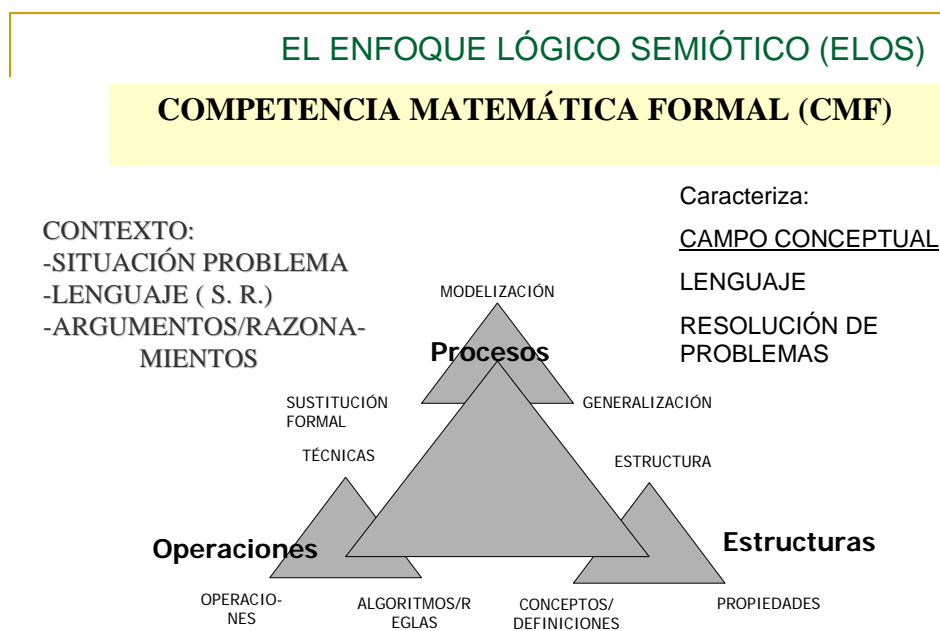 EL ENFOQUE LÓGICO SEMIÓTICO (ELOS)
COMPETENCIA MATEMÁTICA FORMAL (CMF)
CONTEXTO:
-SITUACIÓN PROBLEMA
-LENGUAJE ( S. R.)
-ARGUMENTOS/RAZONA-
MIENTOS
Caracteriza:
CAMPO CONCEPTUAL
LENGUAJE
RESOLUCIÓN DE
PROBLEMAS
MODELIZACIÓN
Procesos
SUSTITUCIÓN
FORMAL
GENERALIZACIÓN
TÉCNICAS
ESTRUCTURA
Operaciones
Estructuras
OPERACIO-
NES
ALGORITMOS/R
EGLAS
CONCEPTOS/
DEFINICIONES
PROPIEDADES